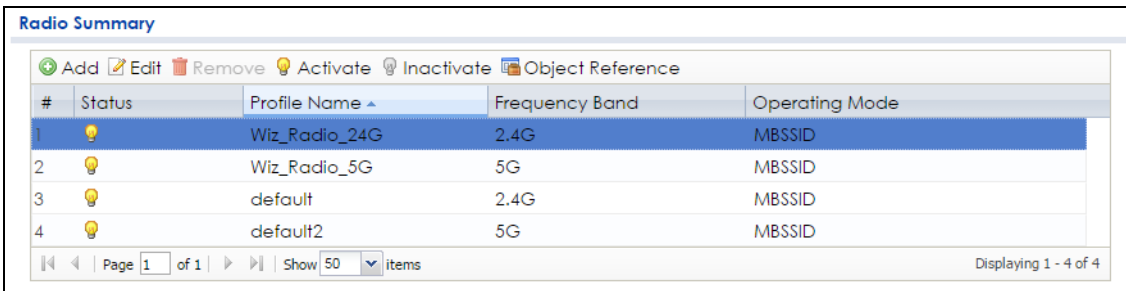 Radio Summary
Add Edit Remove Activate Inactivate Object Reference
# Status Profile Name Frequency Band Operating Mode
1 Wiz_Radio_24G 2.4G MBSSID
2 Wiz_Radio_5G 5G MBSSID
3 default 2.4G MBSSID
4 default2 5G MBSSID
Page 1 of 1 Show 50 items Displaying 1 - 4 of 4